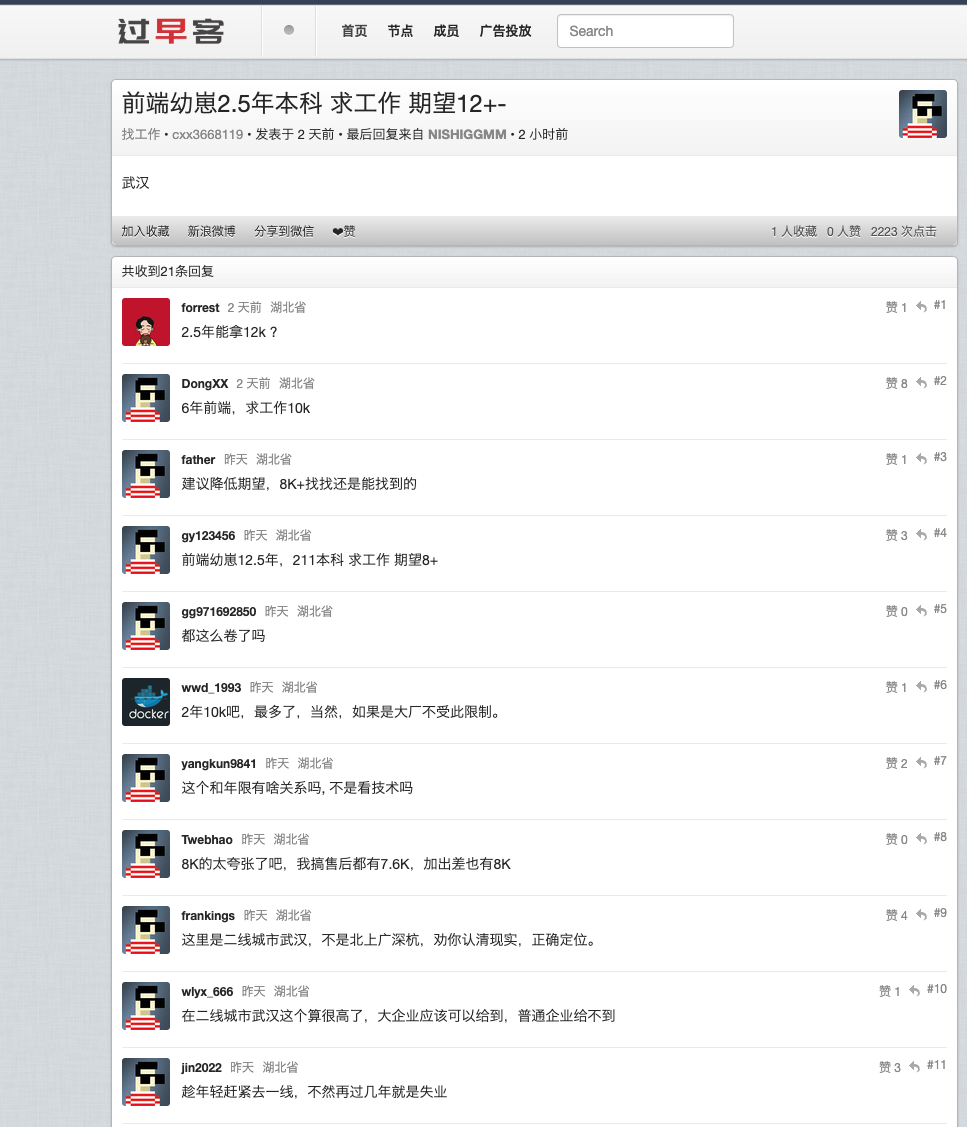 过早客
首页 节点 成员 广告投放 Search
前端幼崽2.5年本科 求工作 期望12+-
找工作 • cxx3668119 • 发表于 2 天前 • 最后回复来自 NISHIGGMM • 2 小时前
武汉
加入收藏 新浪微博 分享到微信 ❤赞 1 人收藏 0 人赞 2223 次点击
共收到21条回复
forrest 2 天前 湖北省 赞 1 #1
2.5年能拿12k ?
DongXX 2 天前 湖北省 赞 8 #2
6年前端，求工作10k
father 昨天 湖北省 赞 1 #3
建议降低期望，8K+找找还是能找到的
gy123456 昨天 湖北省 赞 3 #4
前端幼崽12.5年，211本科 求工作 期望8+
gg971692850 昨天 湖北省 赞 0 #5
都这么卷了吗
wwd_1993 昨天 湖北省 赞 1 #6
docker
2年10k吧，最多了，当然，如果是大厂不受此限制。
yangkun9841 昨天 湖北省 赞 2 #7
这个和年限有啥关系吗, 不是看技术吗
Twebhao 昨天 湖北省 赞 0 #8
8K的太夸张了吧，我搞售后都有7.6K，加出差也有8K
frankings 昨天 湖北省 赞 4 #9
这里是二线城市武汉，不是北上广深杭，劝你认清现实，正确定位。
wlyx_666 昨天 湖北省 赞 1 #10
在二线城市武汉这个算很高了，大企业应该可以给到，普通企业给不到
jin2022 昨天 湖北省 赞 3 #11
趁年轻赶紧去一线，不然再过几年就是失业